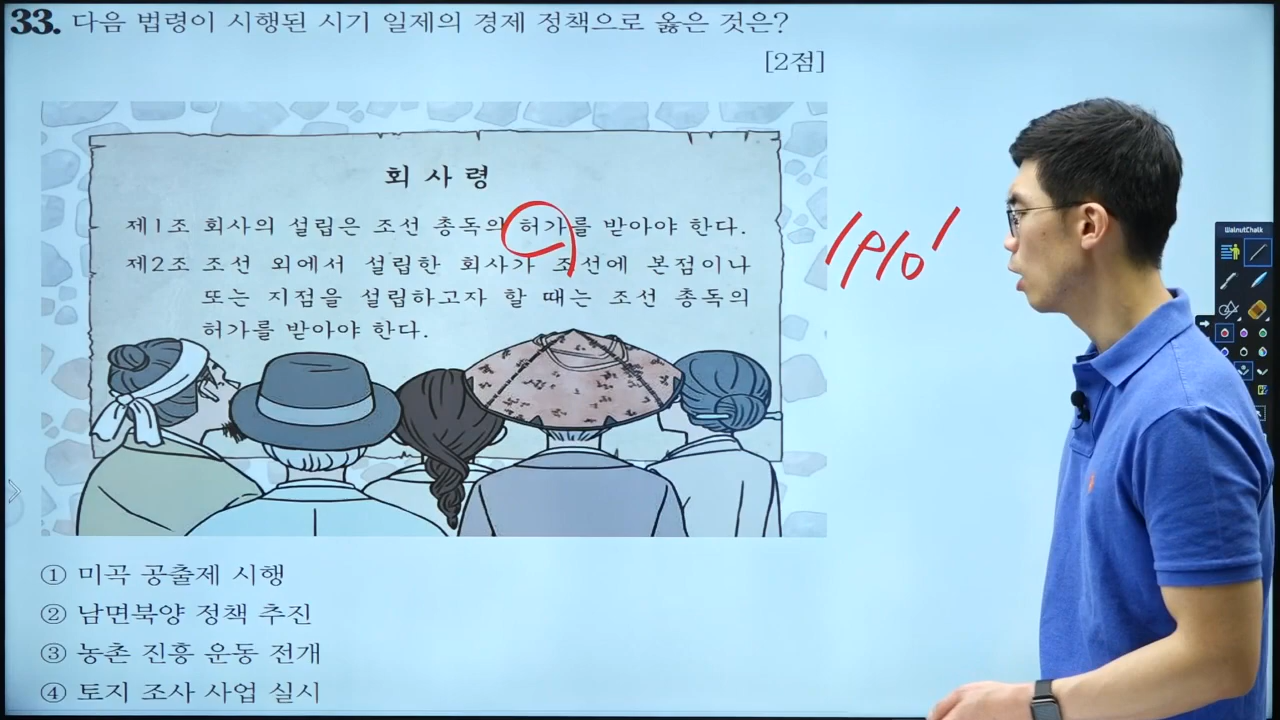 33. 다음 법령이 시행된 시기 일제의 경제 정책으로 옳은 것은?
[2점]
회사령
제1조 회사의 설립은 조선 총독의 허가를 받아야 한다.
제2조 조선 외에서 설립한 회사가 조선에 본점이나
또는 지점을 설립하고자 할 때는 조선 총독의
허가를 받아야 한다.
1910'
WalnutChalk
① 미곡 공출제 시행
② 남면북양 정책 추진
③ 농촌 진흥 운동 전개
④ 토지 조사 사업 실시